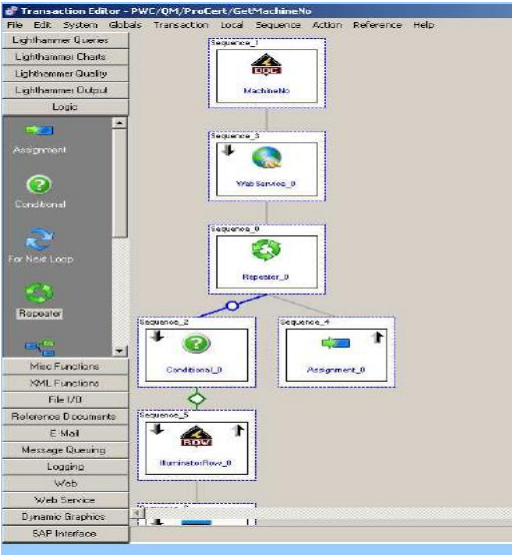 Transaction Editor - PWC/QM/ProCert/GetMachineNo
File Edit System Globals Transaction Local Sequence Action Reference Help
Lighthammer Queries
Lighthammer Charts
Lighthammer Quality
Lighthammer Output
Logic
Assignment
Conditional
For Next Loop
Repeater
Misc Functions
XML Functions
File I/O
Reference Documents
E-Mail
Message Queuing
Logging
Web
Web Service
Dynamic Graphics
SAP Interface
Sequence_1
DOC
MachineNo
Sequence_3
Web Service_0
Sequence_0
Repeater_0
Sequence_2
Conditional_0
Sequence_4
Assignment_0
Sequence_5
ROW
IlluminatorRow_0